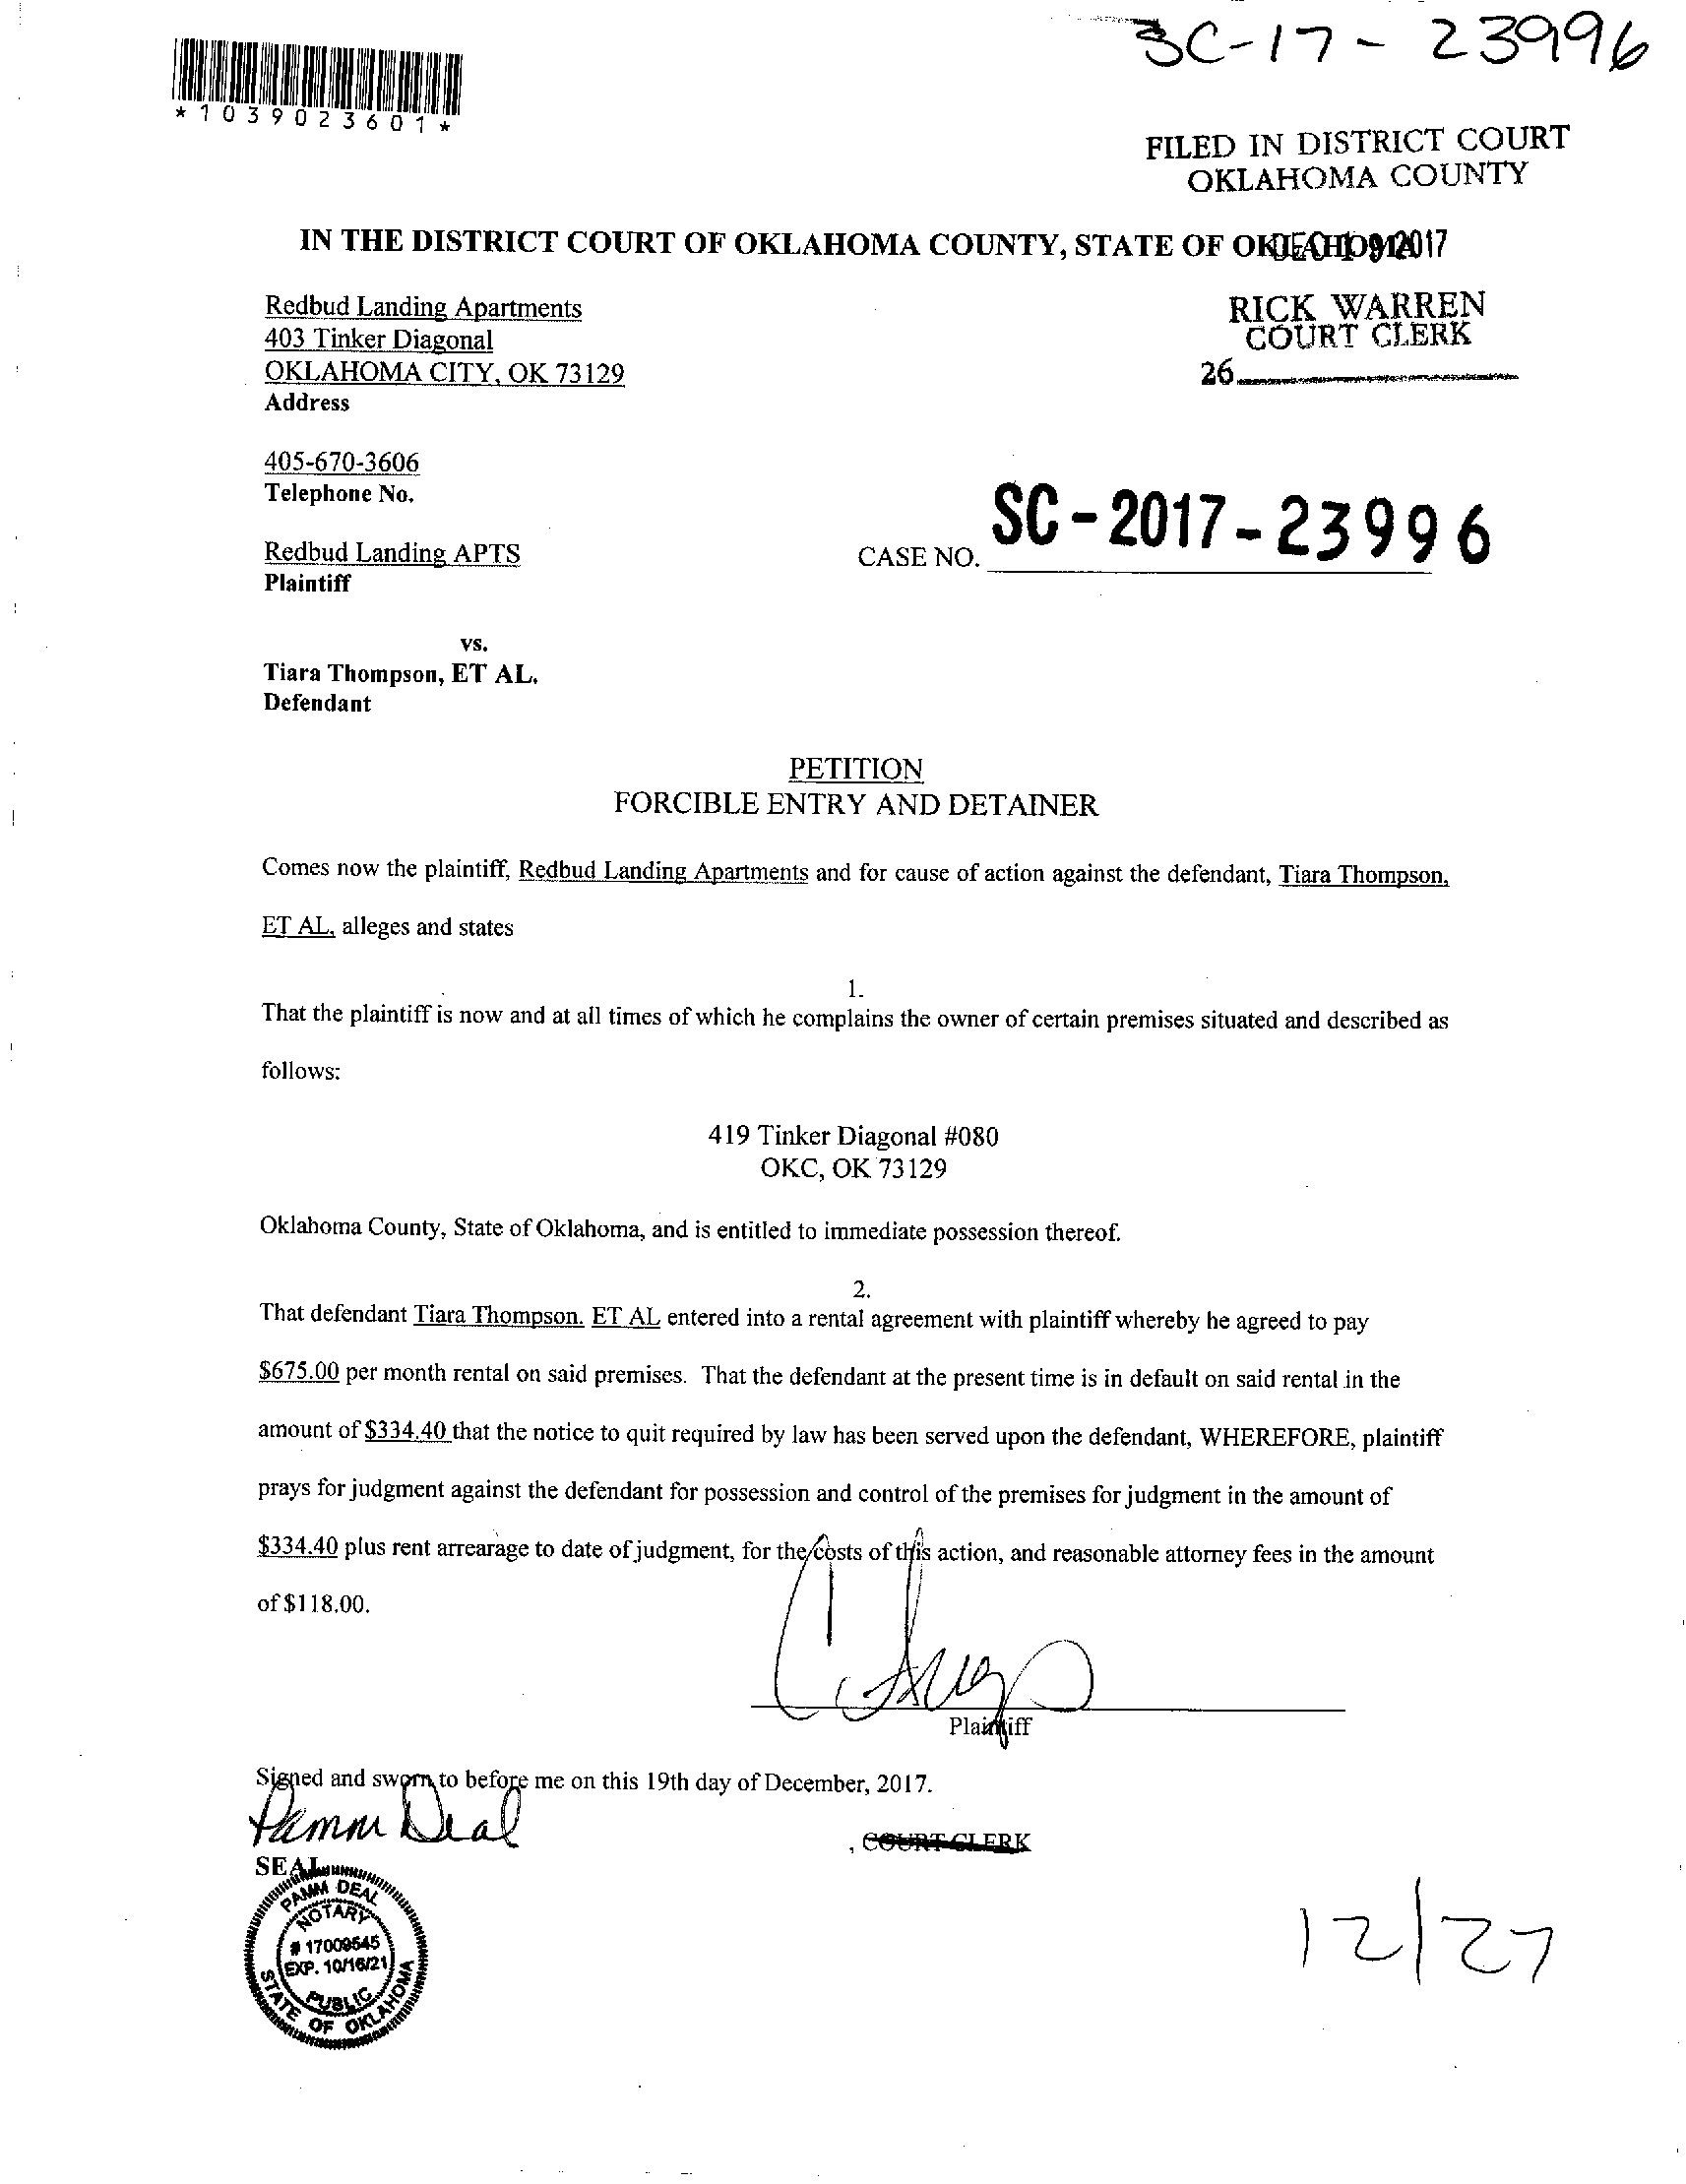 SC-17-23996
*1039023601*
FILED IN DISTRICT COURT
OKLAHOMA COUNTY
IN THE DISTRICT COURT OF OKLAHOMA COUNTY, STATE OF OKLAHOMA
DEC 19 2017
Redbud Landing Apartments
403 Tinker Diagonal
OKLAHOMA CITY, OK 73129
Address
RICK WARREN
COURT CLERK
26
405-670-3606
Telephone No.
Redbud Landing APTS
Plaintiff
CASE NO. SC-2017-23996
vs.
Tiara Thompson, ET AL.
Defendant
PETITION
FORCIBLE ENTRY AND DETAINER
Comes now the plaintiff, Redbud Landing Apartments and for cause of action against the defendant, Tiara Thompson,
ET AL, alleges and states
1.
That the plaintiff is now and at all times of which he complains the owner of certain premises situated and described as
follows:
419 Tinker Diagonal #080
OKC, OK 73129
Oklahoma County, State of Oklahoma, and is entitled to immediate possession thereof.
2.
That defendant Tiara Thompson. ET AL entered into a rental agreement with plaintiff whereby he agreed to pay
$675.00 per month rental on said premises. That the defendant at the present time is in default on said rental in the
amount of $334.40 that the notice to quit required by law has been served upon the defendant, WHEREFORE, plaintiff
prays for judgment against the defendant for possession and control of the premises for judgment in the amount of
$334.40 plus rent arrearage to date of judgment, for the costs of this action, and reasonable attorney fees in the amount
of $118.00.
Plaintiff
Signed and sworn to before me on this 19th day of December, 2017.
Pamm Deal
, COURT CLERK
SEAL
PAMM DEAL
NOTARY
# 17009545
EXP. 10/16/21
PUBLIC
STATE OF OKLAHOMA
12/27